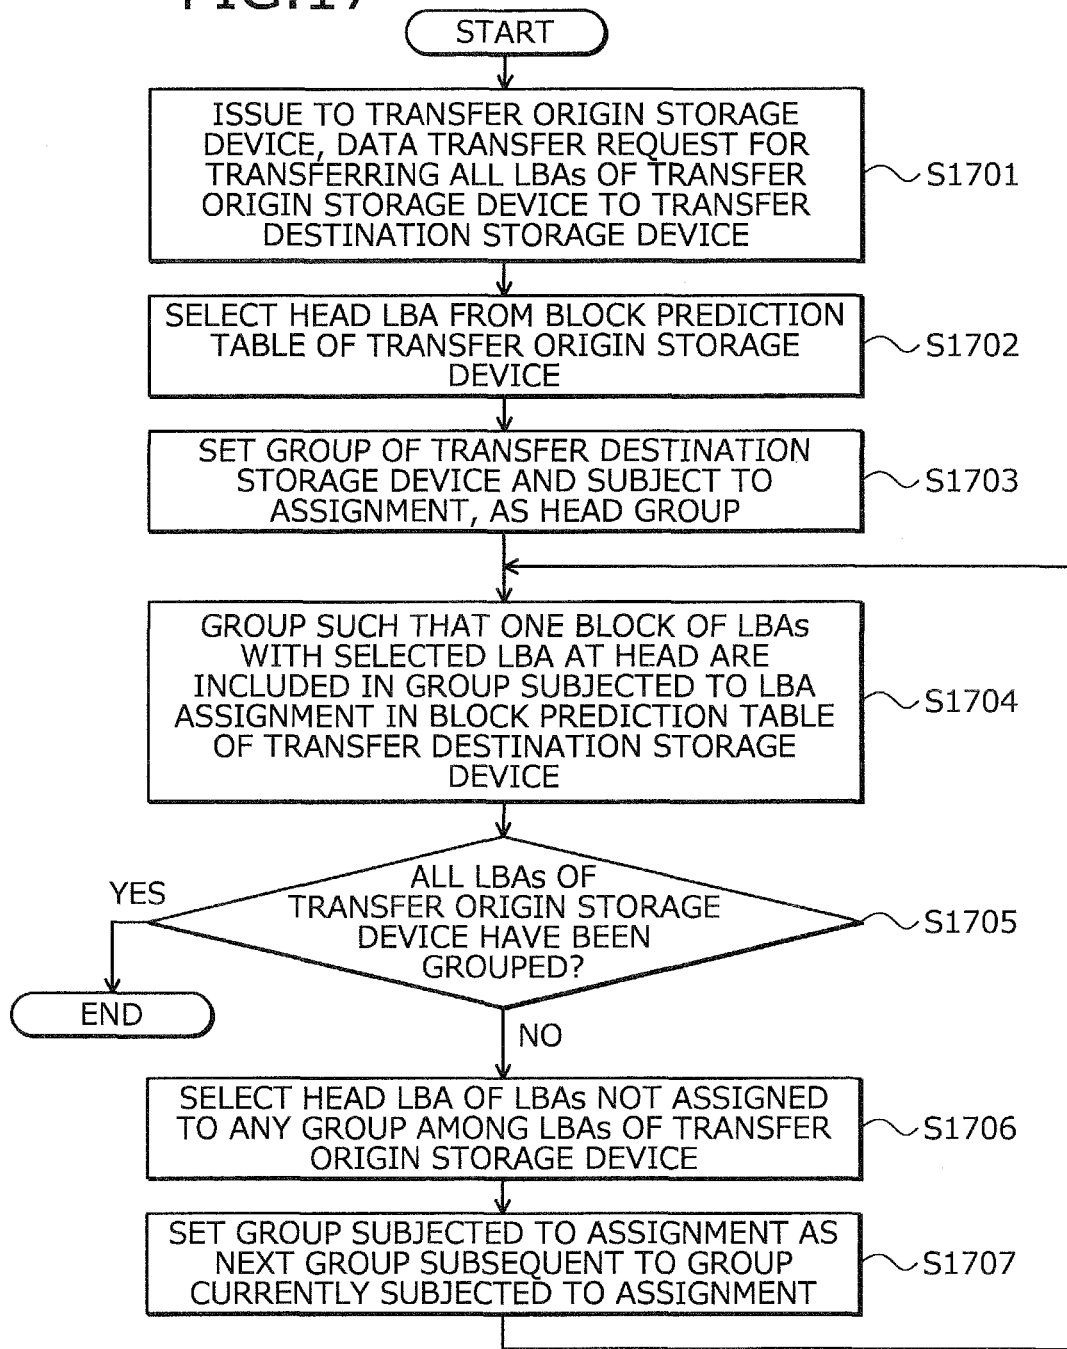 FIG.17
START
ISSUE TO TRANSFER ORIGIN STORAGE
DEVICE, DATA TRANSFER REQUEST FOR
TRANSFERRING ALL LBAs OF TRANSFER
ORIGIN STORAGE DEVICE TO TRANSFER
DESTINATION STORAGE DEVICE
S1701
SELECT HEAD LBA FROM BLOCK PREDICTION
TABLE OF TRANSFER ORIGIN STORAGE
DEVICE
S1702
SET GROUP OF TRANSFER DESTINATION
STORAGE DEVICE AND SUBJECT TO
ASSIGNMENT, AS HEAD GROUP
S1703
GROUP SUCH THAT ONE BLOCK OF LBAs
WITH SELECTED LBA AT HEAD ARE
INCLUDED IN GROUP SUBJECTED TO LBA
ASSIGNMENT IN BLOCK PREDICTION TABLE
OF TRANSFER DESTINATION STORAGE
DEVICE
S1704
ALL LBAs OF
TRANSFER ORIGIN STORAGE
DEVICE HAVE BEEN
GROUPED?
S1705
YES
END
NO
SELECT HEAD LBA OF LBAs NOT ASSIGNED
TO ANY GROUP AMONG LBAs OF TRANSFER
ORIGIN STORAGE DEVICE
S1706
SET GROUP SUBJECTED TO ASSIGNMENT AS
NEXT GROUP SUBSEQUENT TO GROUP
CURRENTLY SUBJECTED TO ASSIGNMENT
S1707